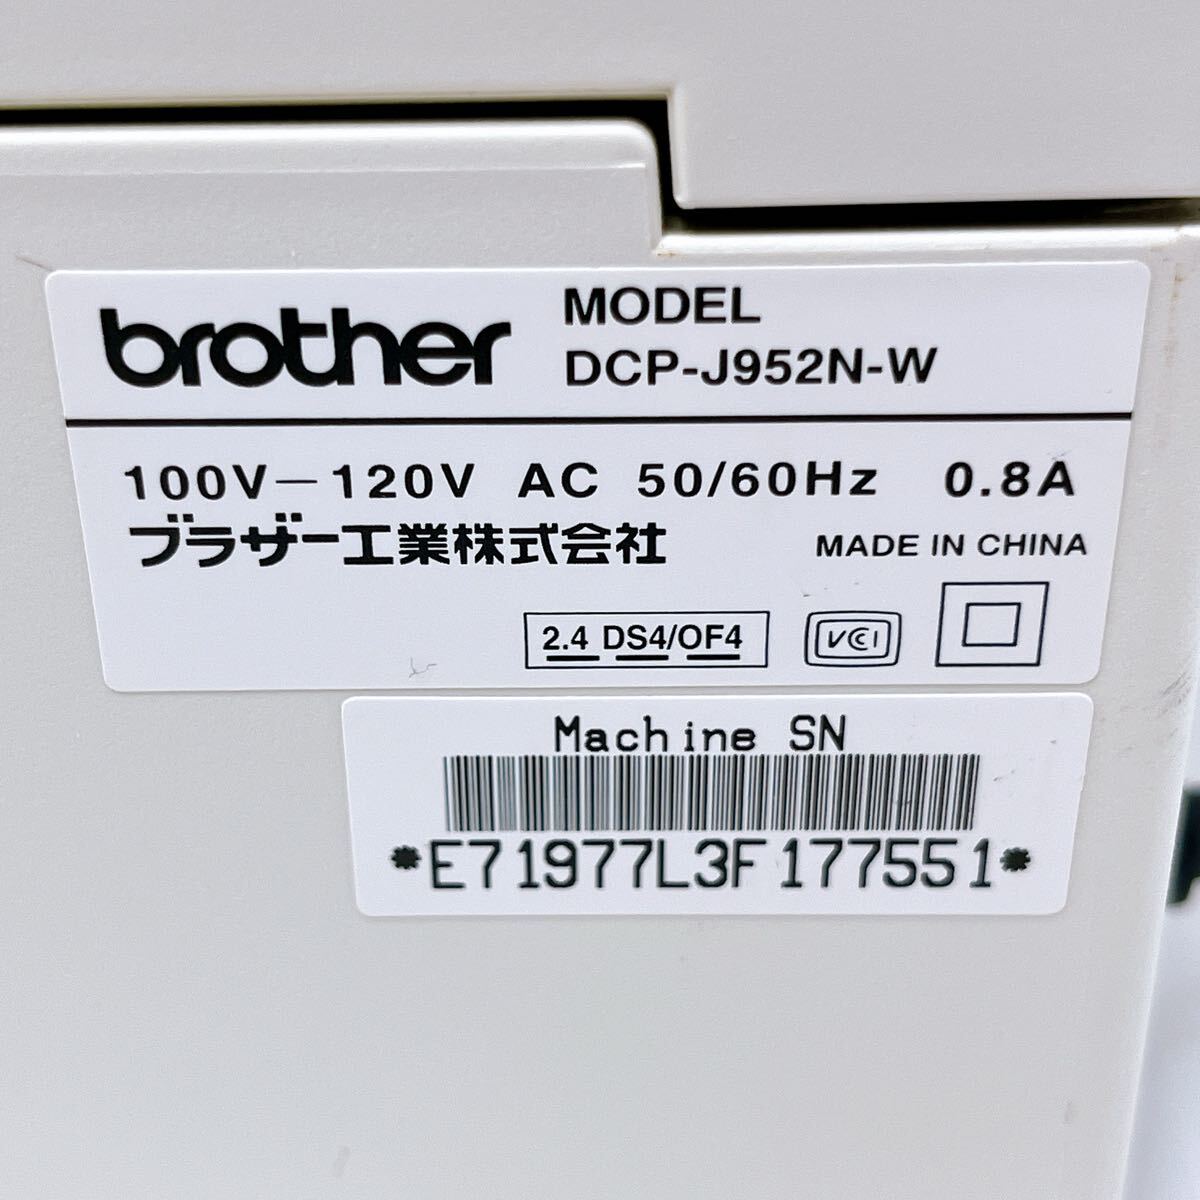 brother
MODEL
DCP-J952N-W
100V－120V AC 50/60Hz 0.8A
ブラザー工業株式会社
MADE IN CHINA
2.4 DS4/OF4
VCCI
Machine SN
*E71977L3F177551*